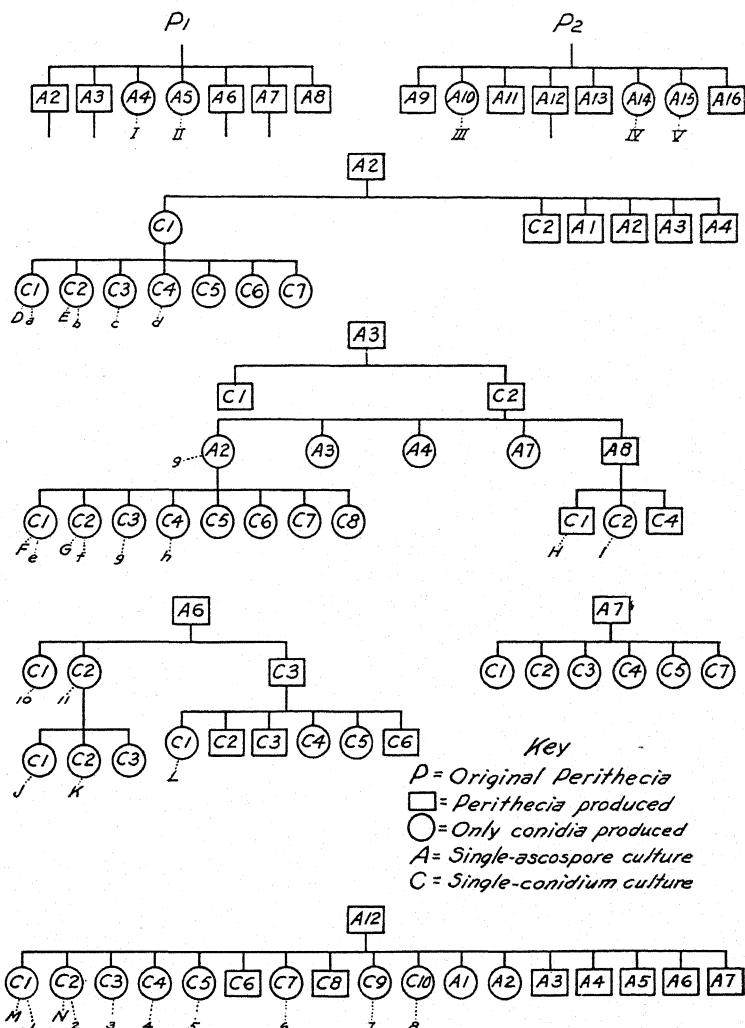 P1 P2
A2 A3 A4 A5 A6 A7 A8 A9 A10 A11 A12 A13 A14 A15 A16
I II III IV V
A2
C1 C2 A1 A2 A3 A4
C1 C2 C3 C4 C5 C6 C7
D a E b c d
A3
C1 C2
A2 A3 A4 A7 A8
9
C1 C2 C3 C4 C5 C6 C7 C8 C1 C2 C4
F e G f g h H I
A6 A7
C1 C2 C3 C1 C2 C3 C4 C5 C7
10 11
C1 C2 C3 C1 C2 C3 C4 C5 C6
J K L
Key
P = Original Perithecia
= Perithecia produced
= Only conidia produced
A = Single-ascospore culture
C = Single-conidium culture
A12
C1 C2 C3 C4 C5 C6 C7 C8 C9 C10 A1 A2 A3 A4 A5 A6 A7
M 1 N 2 3 4 5 6 7 8